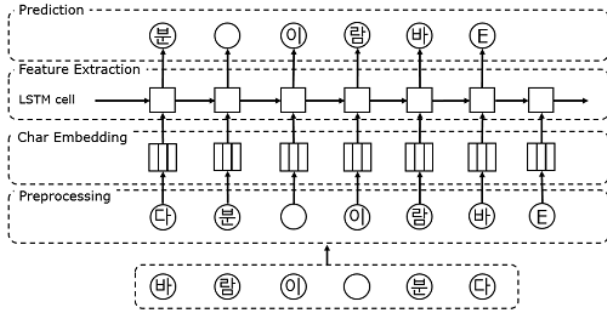 Prediction
분 이 람 바 E
Feature Extraction
LSTM cell
Char Embedding
Preprocessing
다 분 이 람 바 E
바 람 이 분 다